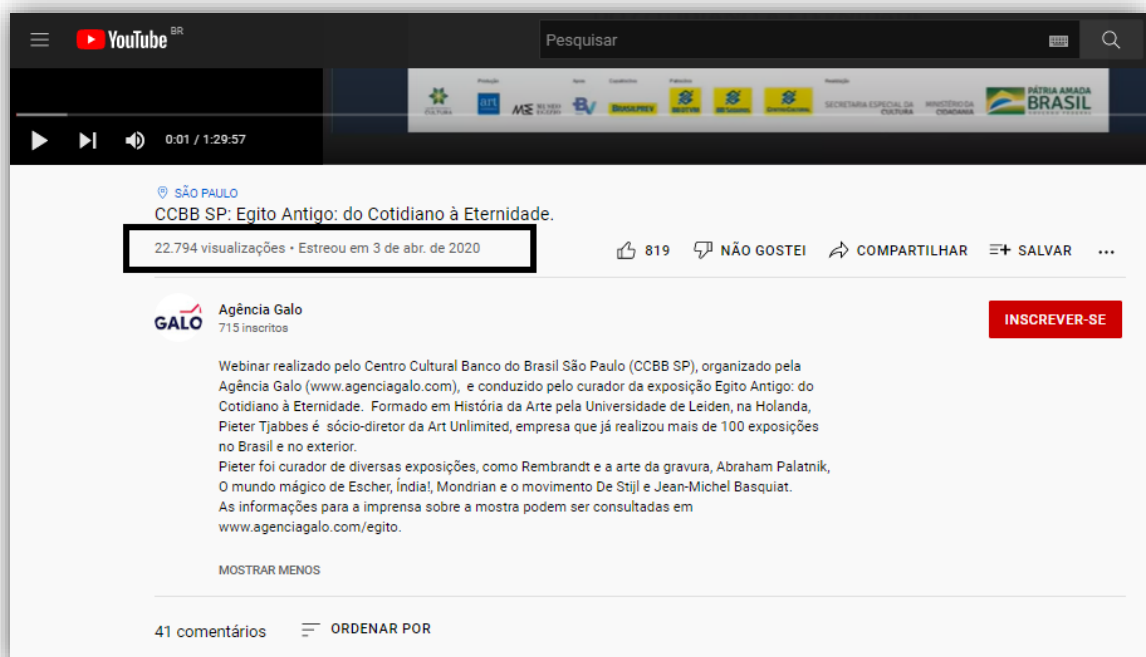 YouTube BR
Pesquisar
art
BRASILPREV
SECRETARIA ESPECIAL DA CULTURA
MINISTÉRIO DA CIDADANIA
PÁTRIA AMADA
BRASIL
0:01 / 1:29:57
SÃO PAULO
CCBB SP: Egito Antigo: do Cotidiano à Eternidade.
22.794 visualizações • Estreou em 3 de abr. de 2020
819 NÃO GOSTEI COMPARTILHAR SALVAR ...
GALO
Agência Galo
715 inscritos
INSCREVER-SE
Webinar realizado pelo Centro Cultural Banco do Brasil São Paulo (CCBB SP), organizado pela
Agência Galo (www.agenciagalo.com), e conduzido pelo curador da exposição Egito Antigo: do
Cotidiano à Eternidade. Formado em História da Arte pela Universidade de Leiden, na Holanda,
Pieter Tjabbes é sócio-diretor da Art Unlimited, empresa que já realizou mais de 100 exposições
no Brasil e no exterior.
Pieter foi curador de diversas exposições, como Rembrandt e a arte da gravura, Abraham Palatnik,
O mundo mágico de Escher, Índia!, Mondrian e o movimento De Stijl e Jean-Michel Basquiat.
As informações para a imprensa sobre a mostra podem ser consultadas em
www.agenciagalo.com/egito.
MOSTRAR MENOS
41 comentários ORDENAR POR